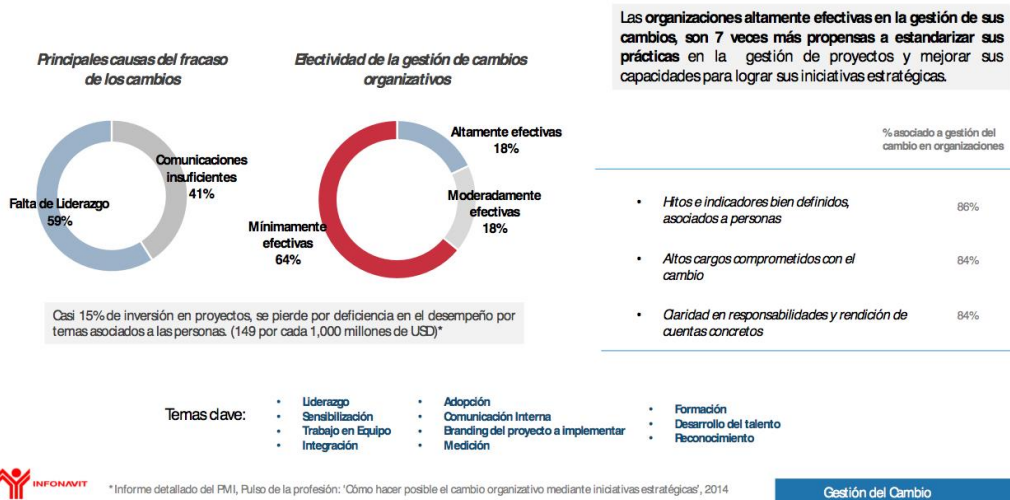 Principales causas del fracaso
de los cambios
Falta de Liderazgo
59%
Comunicaciones
insuficientes
41%
Efectividad de la gestión de cambios
organizativos
Altamente efectivas
18%
Moderadamente
efectivas
18%
Mínimamente
efectivas
64%
Casi 15% de inversión en proyectos, se pierde por deficiencia en el desempeño por
temas asociados a las personas. (149 por cada 1,000 millones de USD)*
Las organizaciones altamente efectivas en la gestión de sus
cambios, son 7 veces más propensas a estandarizar sus
prácticas en la gestión de proyectos y mejorar sus
capacidades para lograr sus iniciativas estratégicas.
% asociado a gestión del
cambio en organizaciones
• Hitos e indicadores bien definidos,
asociados a personas
86%
• Altos cargos comprometidos con el
cambio
84%
• Claridad en responsabilidades y rendición de
cuentas concretos
84%
Temas clave:
• Liderazgo
• Sensibilización
• Trabajo en Equipo
• Integración
• Adopción
• Comunicación Interna
• Branding del proyecto a implementar
• Medición
• Formación
• Desarrollo del talento
• Reconocimiento
INFONAVIT
*Informe detallado del PMI, Pulso de la profesión: 'Cómo hacer posible el cambio organizativo mediante iniciativas estratégicas', 2014
Gestión del Cambio